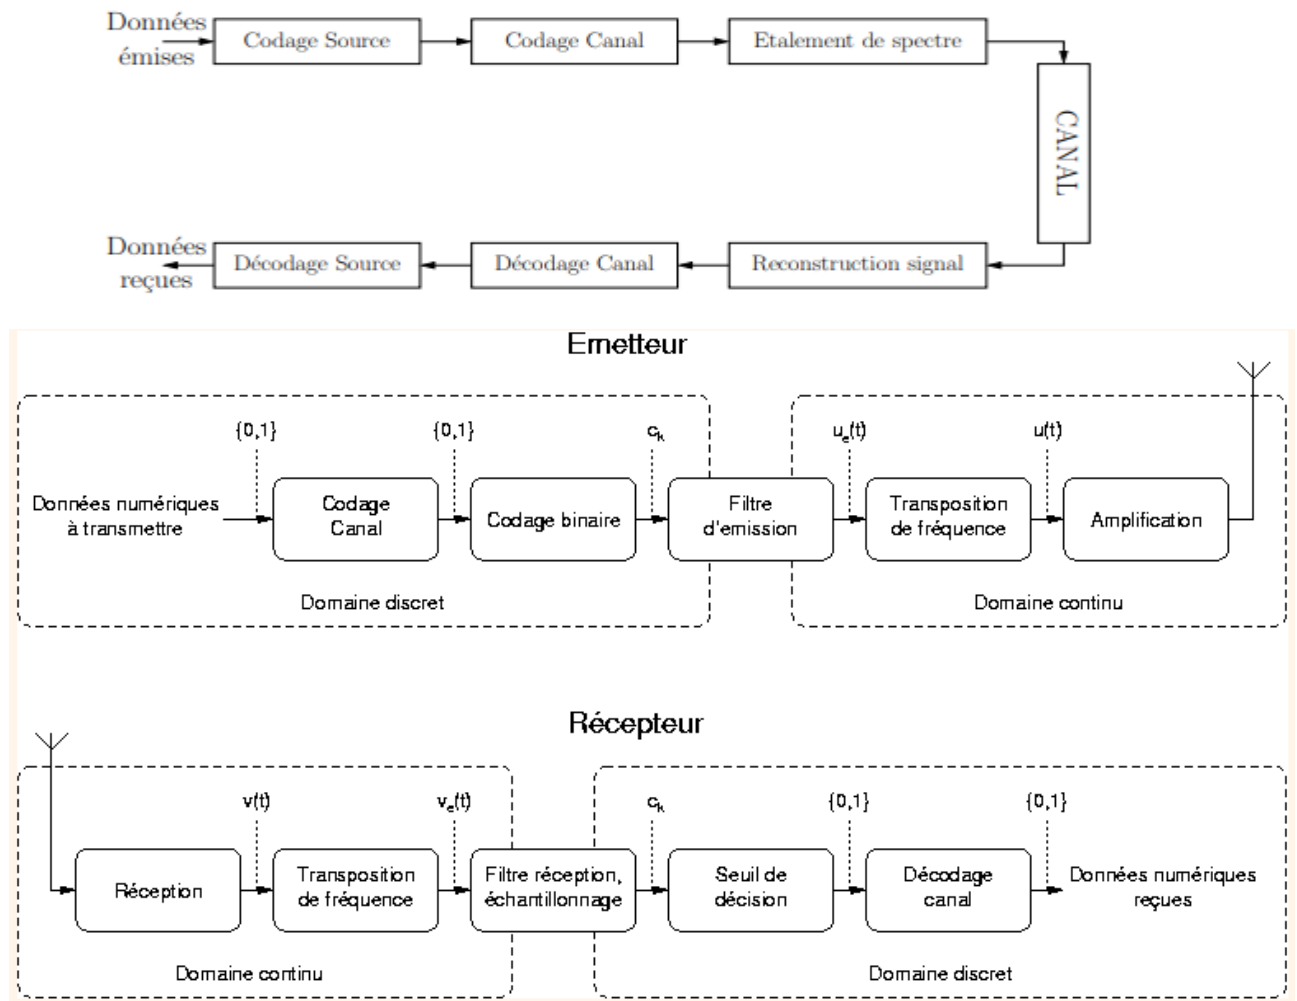 Données
émises
Codage Source
Codage Canal
Etalement de spectre
CANAL
Données
reçues
Décodage Source
Décodage Canal
Reconstruction signal
Emetteur
{0,1}
{0,1}
c_k
u_e(t)
u(t)
Données numériques
à transmettre
Codage
Canal
Codage binaire
Filtre
d'emission
Transposition
de fréquence
Amplification
Domaine discret
Domaine continu
Récepteur
v(t)
v_e(t)
c_k
{0,1}
{0,1}
Réception
Transposition
de fréquence
Filtre réception,
échantillonnage
Seuil de
décision
Décodage
canal
Données numériques
reçues
Domaine continu
Domaine discret